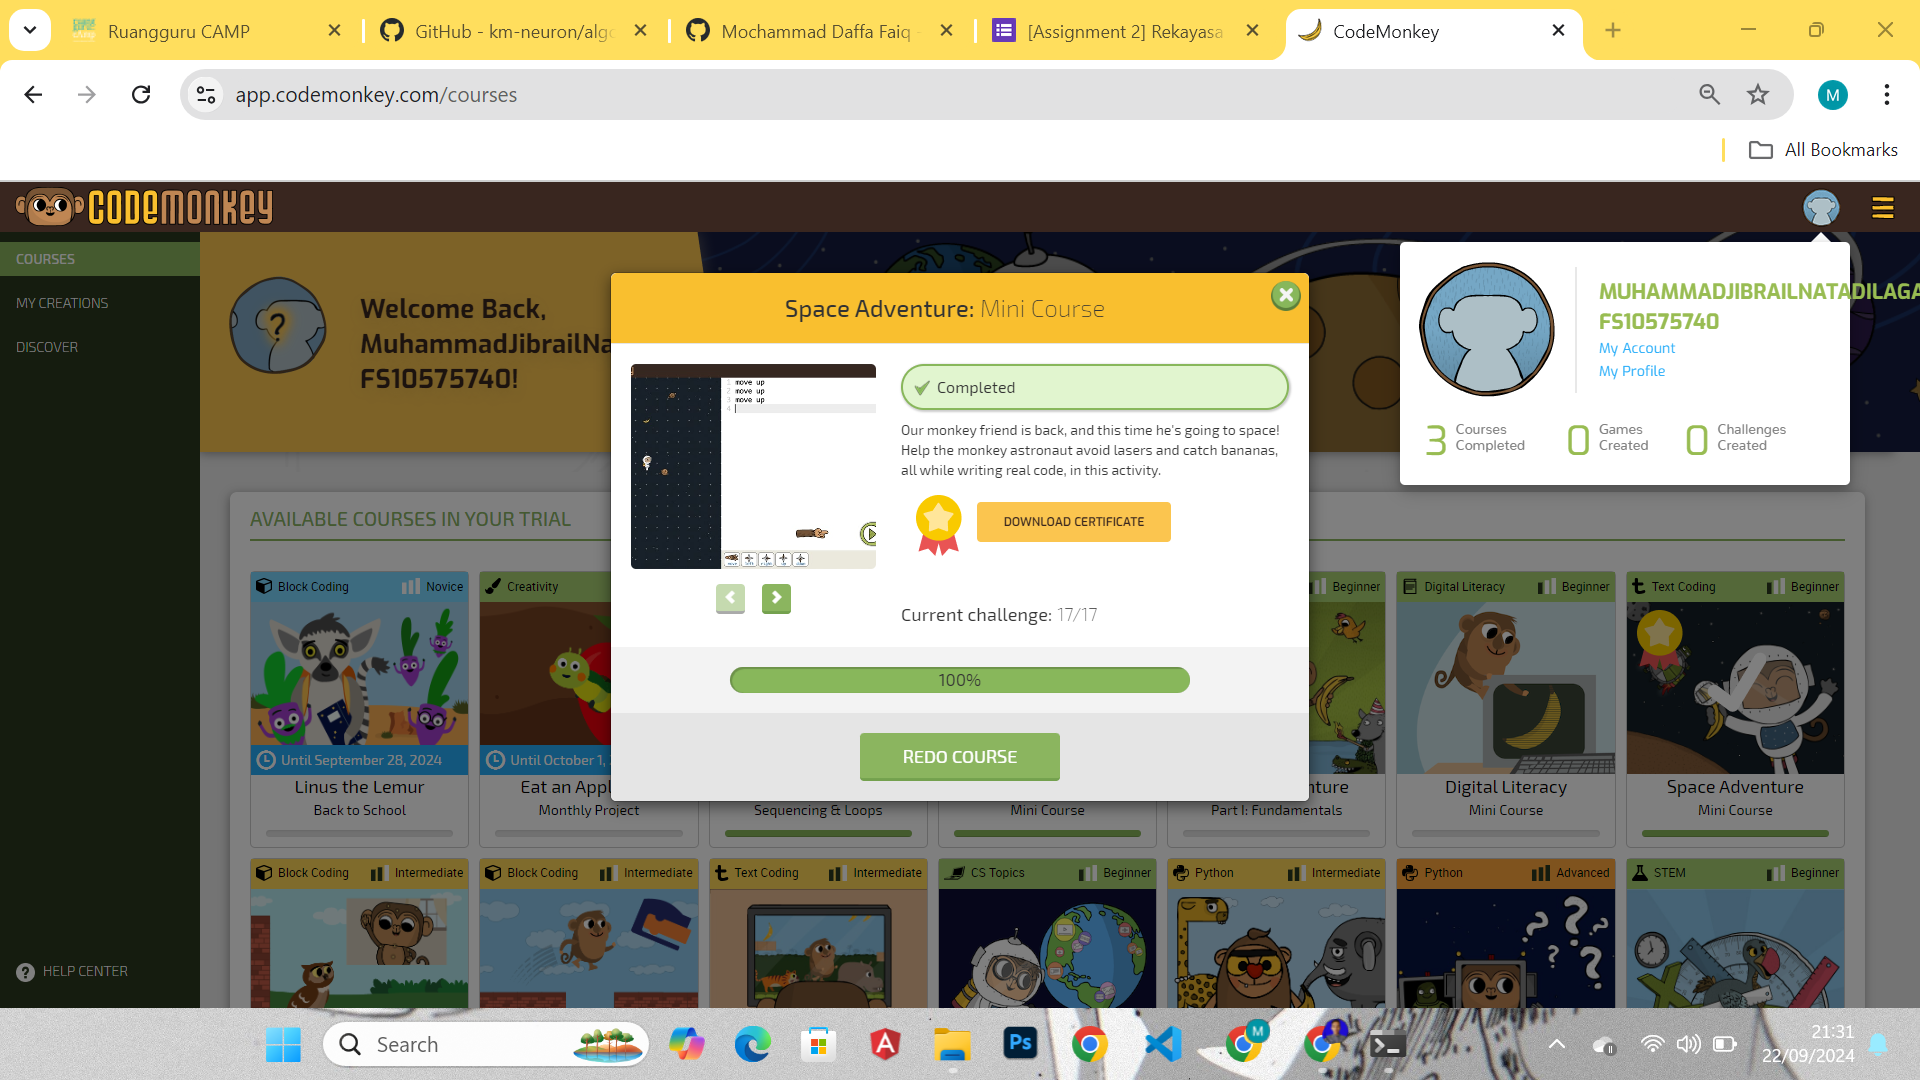 Ruangguru CAMP
GitHub - km-neuron/algo
Mochammad Daffa Faiq -
[Assignment 2] Rekayasa
CodeMonkey
app.codemonkey.com/courses
M
All Bookmarks
CODEMONKEY
COURSES
MY CREATIONS
DISCOVER
HELP CENTER
Welcome Back,
MuhammadJibrailNa
FS10575740!
MUHAMMADJIBRAILNATADILAGA
FS10575740
My Account
My Profile
3 Courses Completed
0 Games Created
0 Challenges Created
Space Adventure: Mini Course
1 move up
2 move up
3 move up
4
Completed
Our monkey friend is back, and this time he's going to space!
Help the monkey astronaut avoid lasers and catch bananas,
all while writing real code, in this activity.
DOWNLOAD CERTIFICATE
Current challenge: 17/17
100%
REDO COURSE
AVAILABLE COURSES IN YOUR TRIAL
Block Coding Novice
Creativity
Beginner
Digital Literacy Beginner
Text Coding Beginner
Until September 28, 2024
Until October 1,
Linus the Lemur
Back to School
Eat an Appl
Monthly Project
Sequencing & Loops
Mini Course
nture
Part I: Fundamentals
Digital Literacy
Mini Course
Space Adventure
Mini Course
Block Coding Intermediate
Block Coding Intermediate
Text Coding Intermediate
CS Topics Beginner
Python Intermediate
Python Advanced
STEM Beginner
Search
Ps
M
21:31
22/09/2024